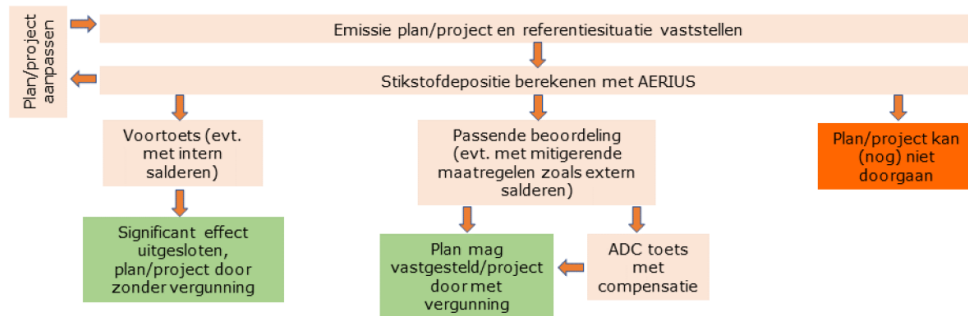 Plan/project
aanpassen
Emissie plan/project en referentiesituatie vaststellen
Stikstofdepositie berekenen met AERIUS
Voortoets (evt.
met intern
salderen)
Passende beoordeling
(evt. met mitigerende
maatregelen zoals extern
salderen)
Plan/project kan
(nog) niet
doorgaan
Significant effect
uitgesloten,
plan/project door
zonder vergunning
Plan mag
vastgesteld/project
door met
vergunning
ADC toets
met
compensatie